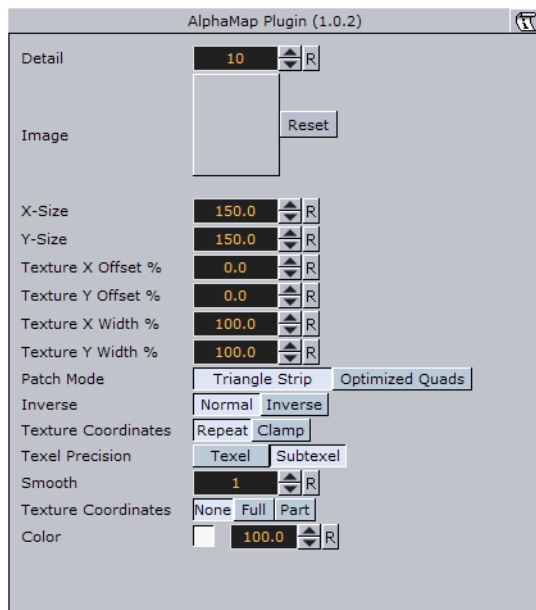 AlphaMap Plugin (1.0.2)
Detail 10 R
Image Reset
X-Size 150.0 R
Y-Size 150.0 R
Texture X Offset % 0.0 R
Texture Y Offset % 0.0 R
Texture X Width % 100.0 R
Texture Y Width % 100.0 R
Patch Mode Triangle Strip Optimized Quads
Inverse Normal Inverse
Texture Coordinates Repeat Clamp
Texel Precision Texel Subtexel
Smooth 1 R
Texture Coordinates None Full Part
Color 100.0 R